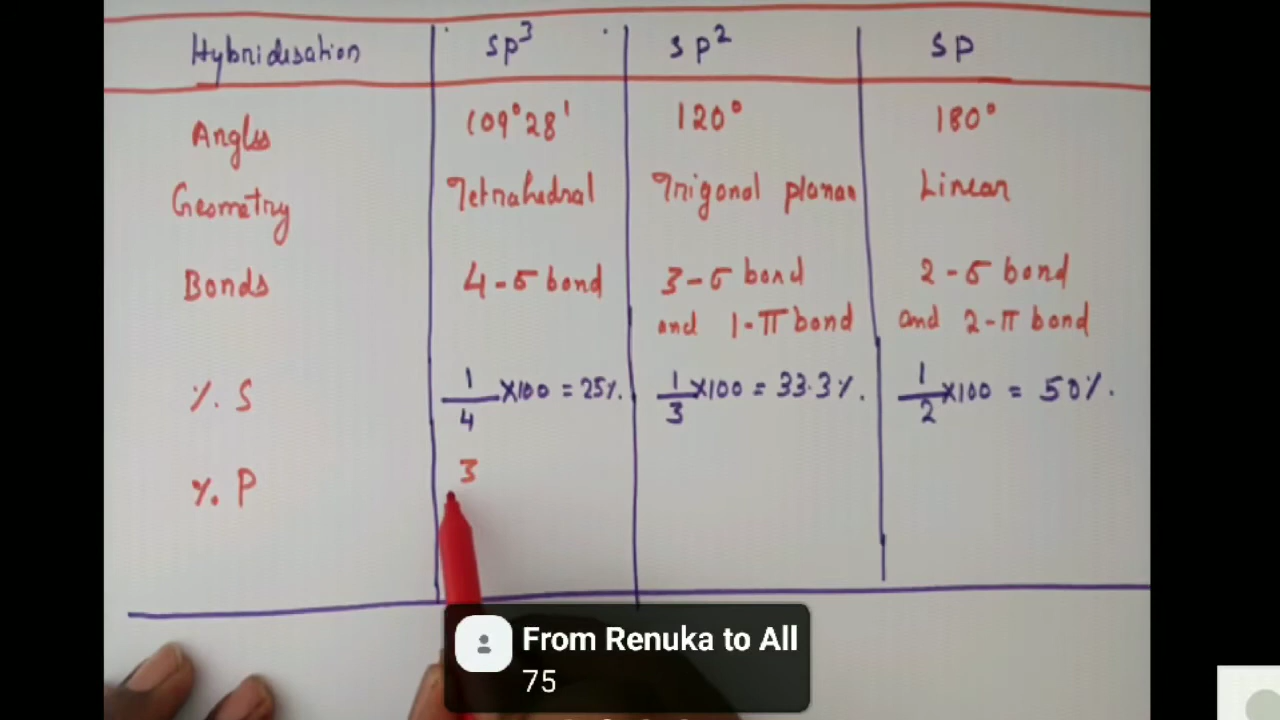 Hybridisation sp³ sp² sp
Angles 109°28' 120° 180°
Geometry Tetrahedral Trigonal planar Linear
Bonds 4-σ bond 3-σ bond 2-σ bond
and 1-π bond and 2-π bond
%. S 1/4 ×100 = 25%. 1/3 ×100 = 33.3%. 1/2 ×100 = 50%.
%. P 3
From Renuka to All
75